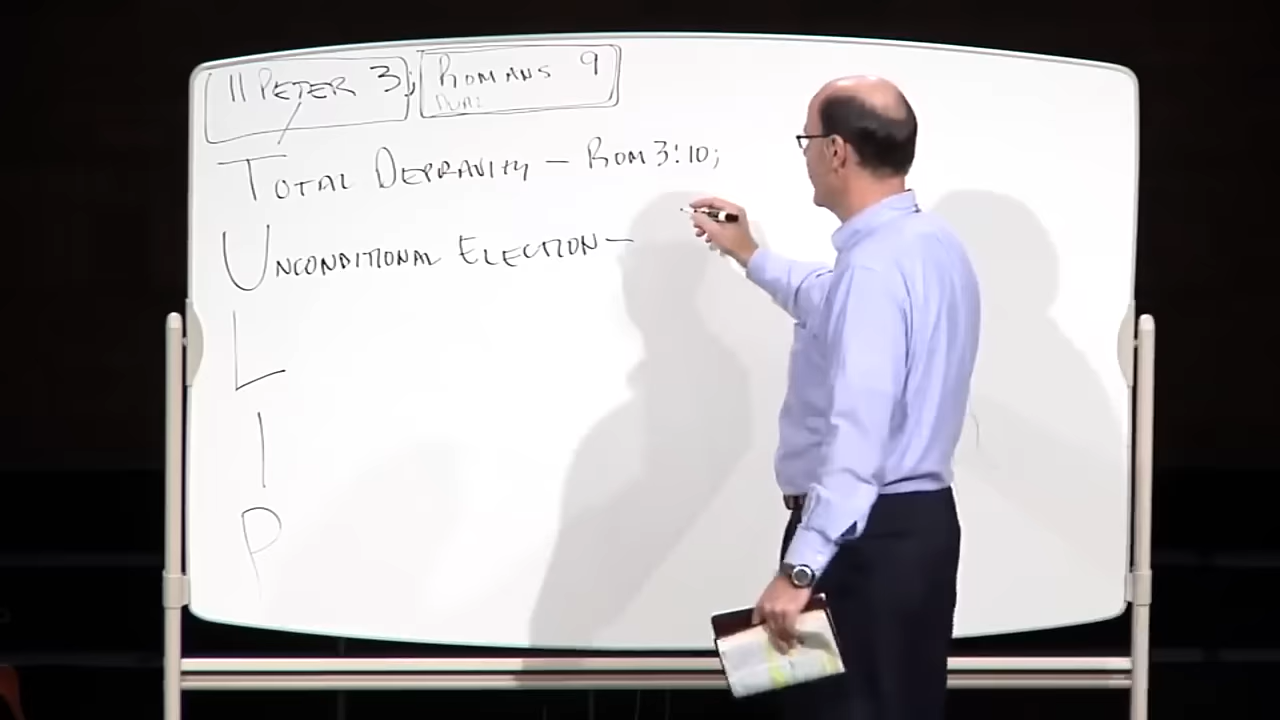 II PETER 3; ROMANS 9
TOTAL DEPRAVITY – ROM 3:10;
UNCONDITIONAL ELECTION –
L
I
P